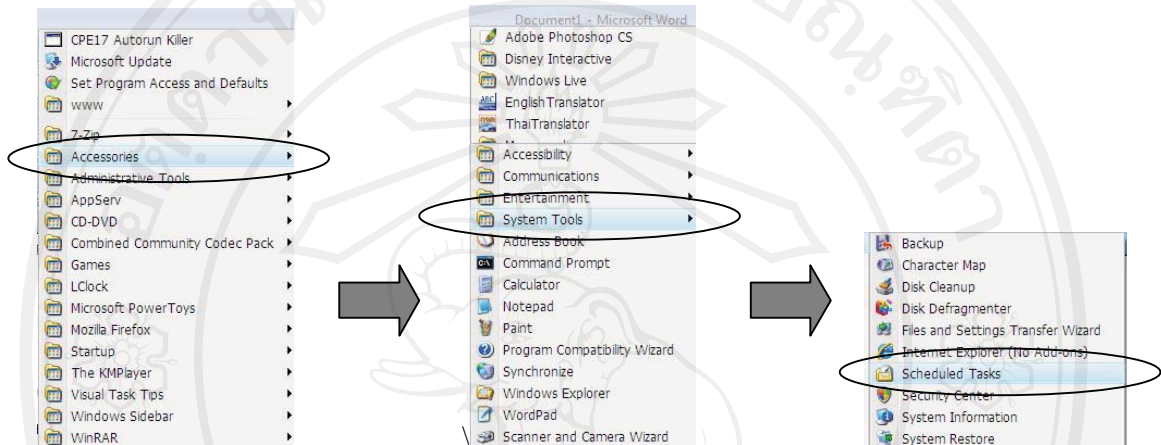 CPE17 Autorun Killer
Microsoft Update
Set Program Access and Defaults
www
7-Zip
Accessories
Administrative Tools
AppServ
CD-DVD
Combined Community Codec Pack
Games
LClock
Microsoft PowerToys
Mozilla Firefox
Startup
The KMPlayer
Visual Task Tips
Windows Sidebar
WinRAR
Document1 - Microsoft Word
Adobe Photoshop CS
Disney Interactive
Windows Live
EnglishTranslator
ThaiTranslator
Accessibility
Communications
Entertainment
System Tools
Address Book
Command Prompt
Calculator
Notepad
Paint
Program Compatibility Wizard
Synchronize
Windows Explorer
WordPad
Scanner and Camera Wizard
Backup
Character Map
Disk Cleanup
Disk Defragmenter
Files and Settings Transfer Wizard
Internet Explorer (No Add-ons)
Scheduled Tasks
Security Center
System Information
System Restore